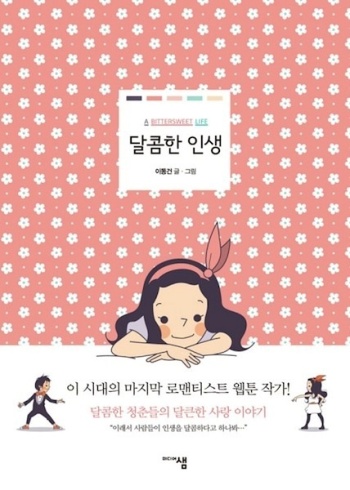 A BITTERSWEET LIFE
달콤한 인생
이동건 글·그림
이 시대의 마지막 로맨티스트 웹툰 작가!
달콤한 청춘들의 달큰한 사랑 이야기
“이래서 사람들이 인생을 달콤하다고 하나봐…”
미디어샘